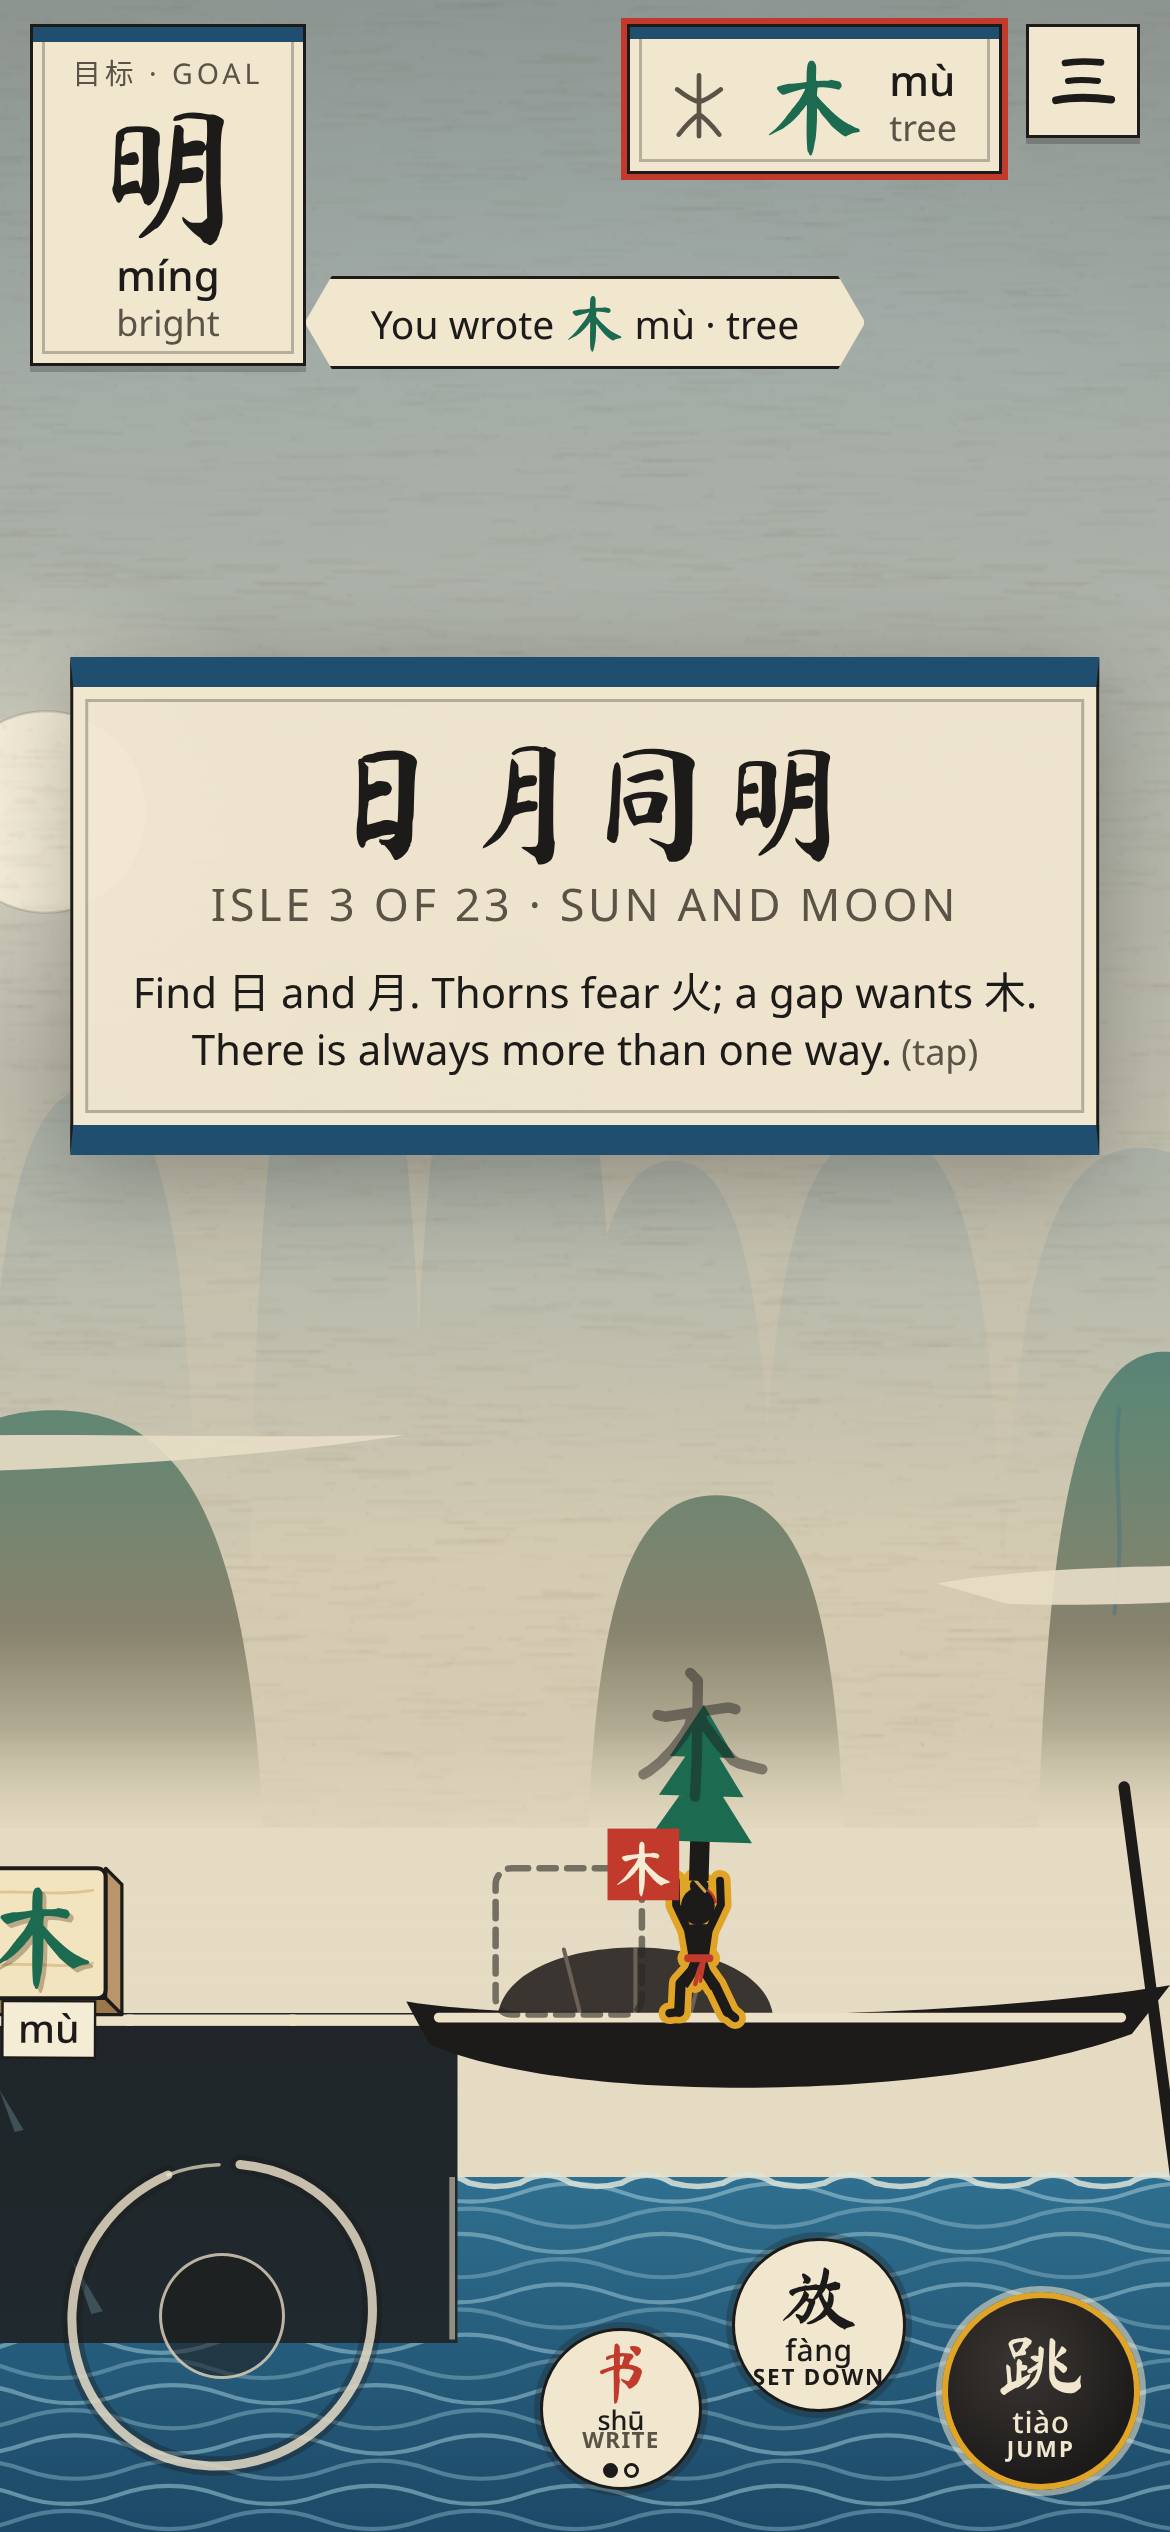 目标 · GOAL
明
míng
bright
木 mù
tree
三
You wrote 木 mù · tree
日月同明
ISLE 3 OF 23 · SUN AND MOON
Find 日 and 月. Thorns fear 火; a gap wants 木.
There is always more than one way. (tap)
木
木
mù
放
fàng
SET DOWN
书
shū
WRITE
跳
tiào
JUMP